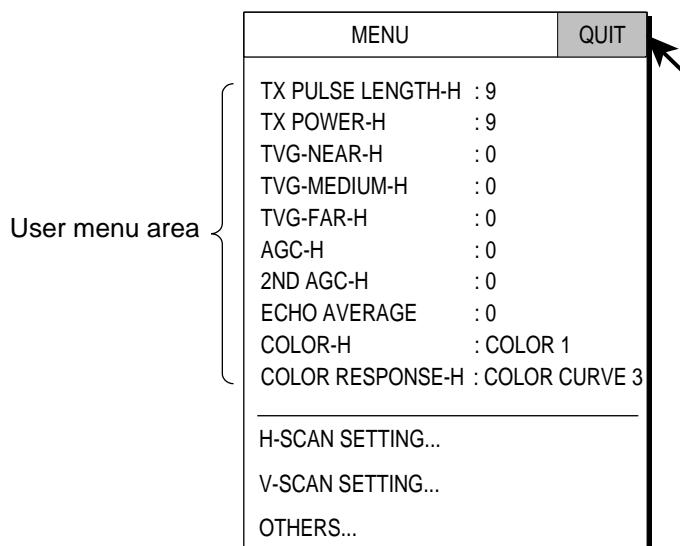 MENU QUIT
TX PULSE LENGTH-H : 9
TX POWER-H : 9
TVG-NEAR-H : 0
TVG-MEDIUM-H : 0
TVG-FAR-H : 0
User menu area
AGC-H : 0
2ND AGC-H : 0
ECHO AVERAGE : 0
COLOR-H : COLOR 1
COLOR RESPONSE-H : COLOR CURVE 3
H-SCAN SETTING...
V-SCAN SETTING...
OTHERS...